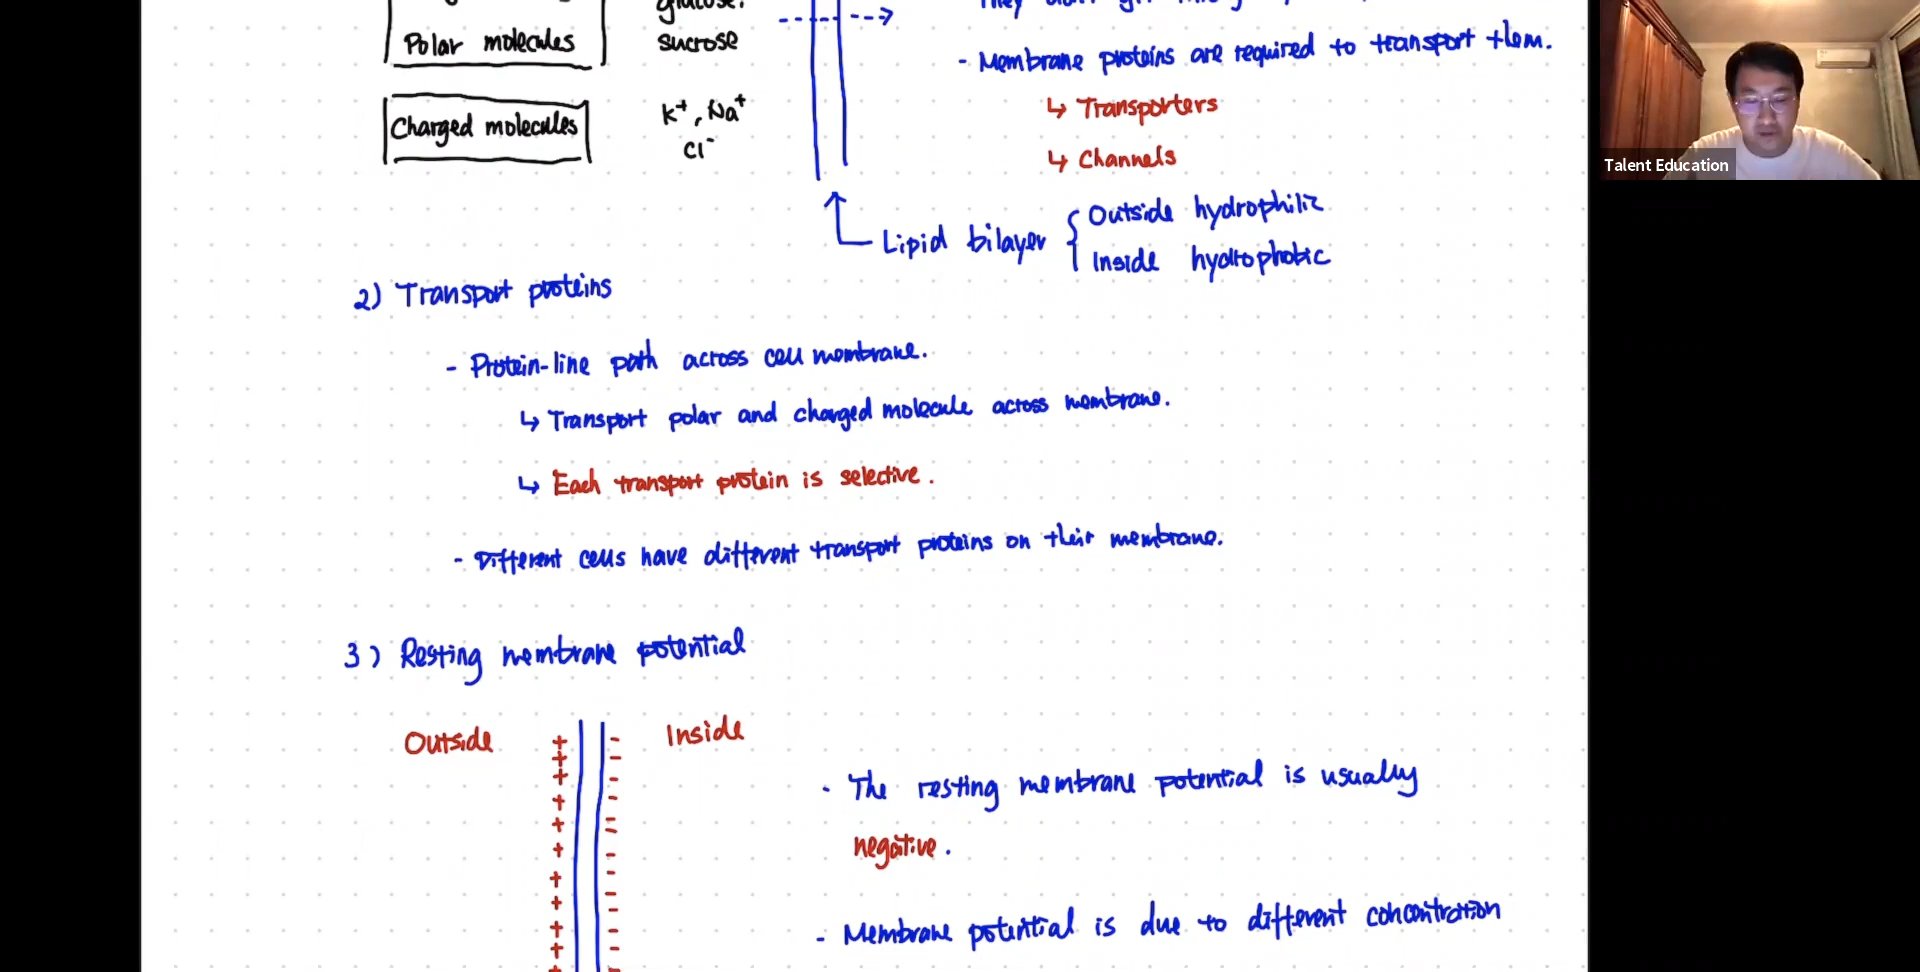 glucose.
Polar molecules
sucrose
- Membrane proteins are required to transport them.
Charged molecules
K+, Na+
Cl-
↳ Transporters
↳ Channels
Lipid bilayer { Outside hydrophilic
Inside hydrophobic
2) Transport proteins
- Protein-line path across cell membrane.
↳ Transport polar and charged molecule across membrane.
↳ Each transport protein is selective.
- Different cells have different transport proteins on their membrane.
3) Resting membrane potential
Outside
Inside
- The resting membrane potential is usually
negative.
- Membrane potential is due to different concentration
Talent Education